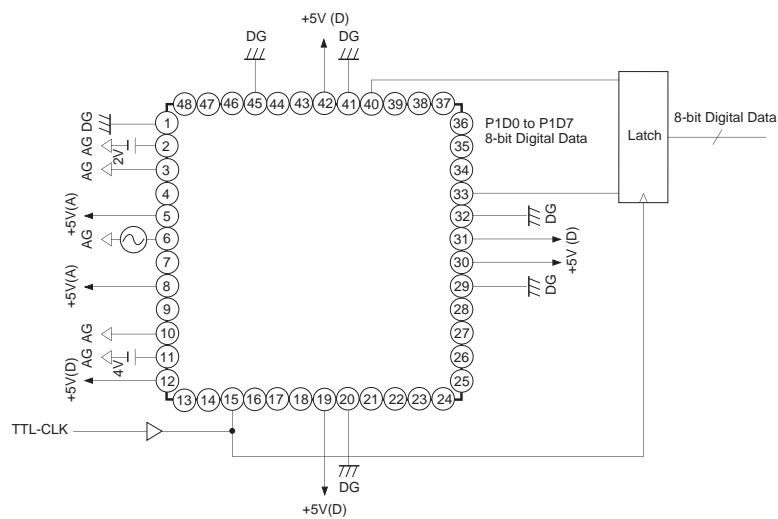 +5V (D)
DG
DG
48 47 46 45 44 43 42 41 40 39 38 37
DG
AG
2V
AG
+5V(A)
AG
+5V(A)
AG
AG
4V
+5V(D)
1
2
3
4
5
6
7
8
9
10
11
12
36
35
34
33
32
31
30
29
28
27
26
25
P1D0 to P1D7
8-bit Digital Data
Latch
8-bit Digital Data
DG
+5V (D)
DG
13 14 15 16 17 18 19 20 21 22 23 24
TTL-CLK
DG
+5V(D)